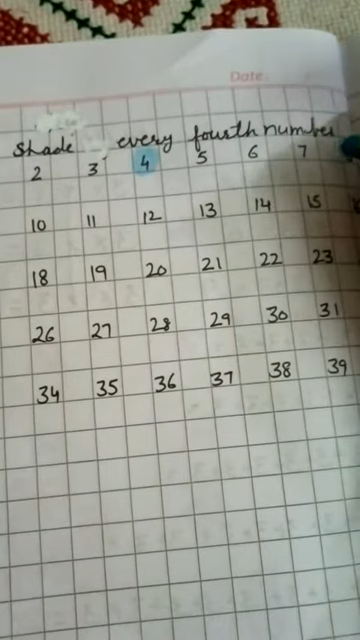 Date.
Shade every fourth number
2 3 4 5 6 7
10 11 12 13 14 15
18 19 20 21 22 23
26 27 28 29 30 31
34 35 36 37 38 39